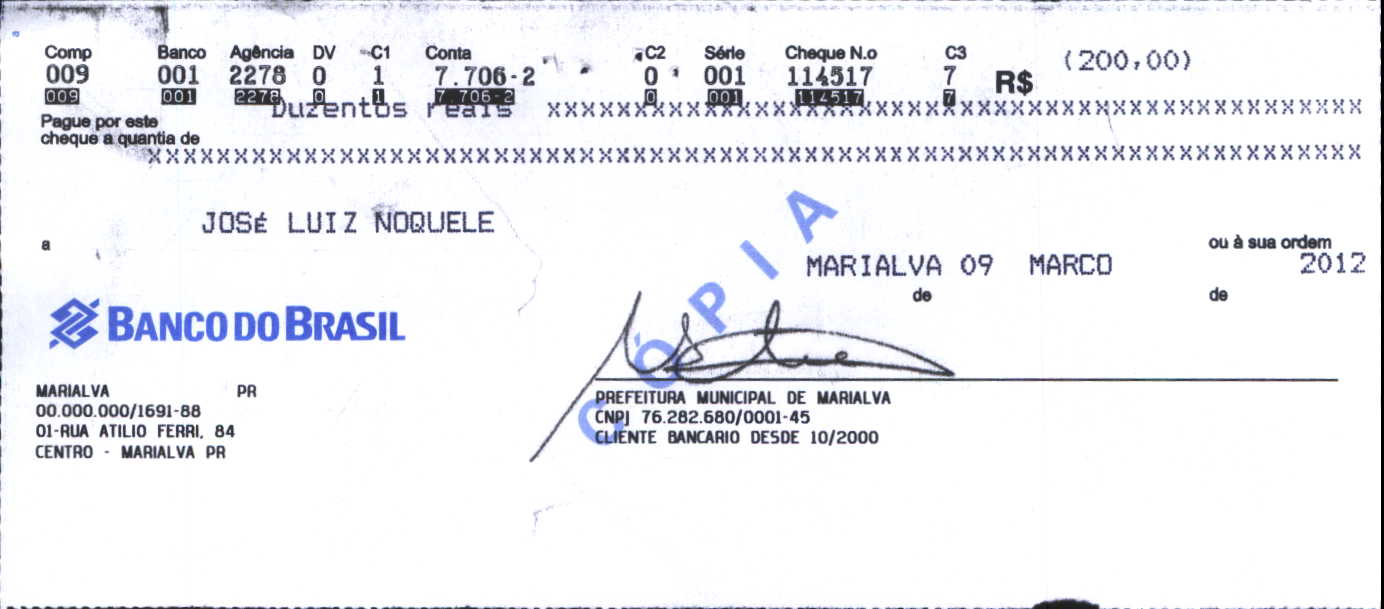 Comp Banco Agência DV C1 Conta C2 Série Cheque N.o C3
009 001 2278 0 1 7.706-2 0 001 114517 7 R$ (200,00)
009 001 2278 0 1 7.706-2 0 001 114517 7
Duzentos reais xxxxxxxxxxxxxxxxxxxxxxxxxxxxxxxxxxxxxxxxxxxxxxxxx
Pague por este
cheque a quantia de
xxxxxxxxxxxxxxxxxxxxxxxxxxxxxxxxxxxxxxxxxxxxxxxxxxxxxxxxxxxxxxxxxxxxxxx
JOSÉ LUIZ NOQUELE
a ou à sua ordem
MARIALVA 09 MARCO 2012
de de
CÓPIA
BANCO DO BRASIL
MARIALVA PR
00.000.000/1691-88
01-RUA ATILIO FERRI, 84
CENTRO - MARIALVA PR
PREFEITURA MUNICIPAL DE MARIALVA
CNPJ 76.282.680/0001-45
CLIENTE BANCARIO DESDE 10/2000